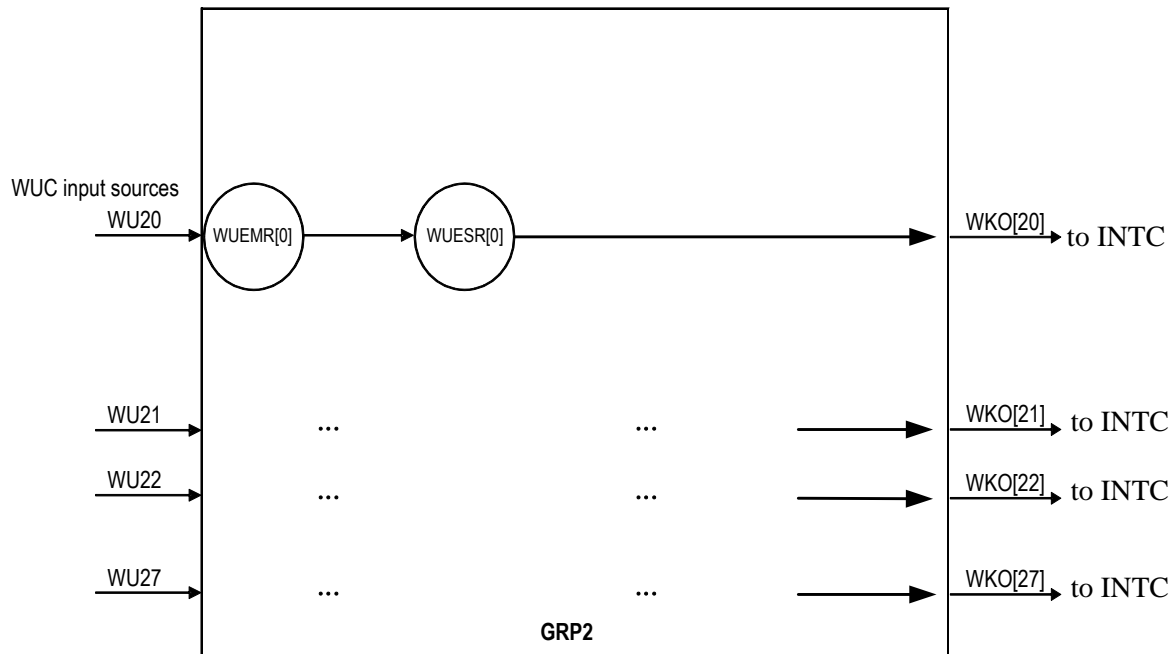 WUC input sources
WU20
WUEMR[0]
WUESR[0]
WKO[20]
to INTC
WU21
...
...
WKO[21]
to INTC
WU22
...
...
WKO[22]
to INTC
WU27
...
...
WKO[27]
to INTC
GRP2